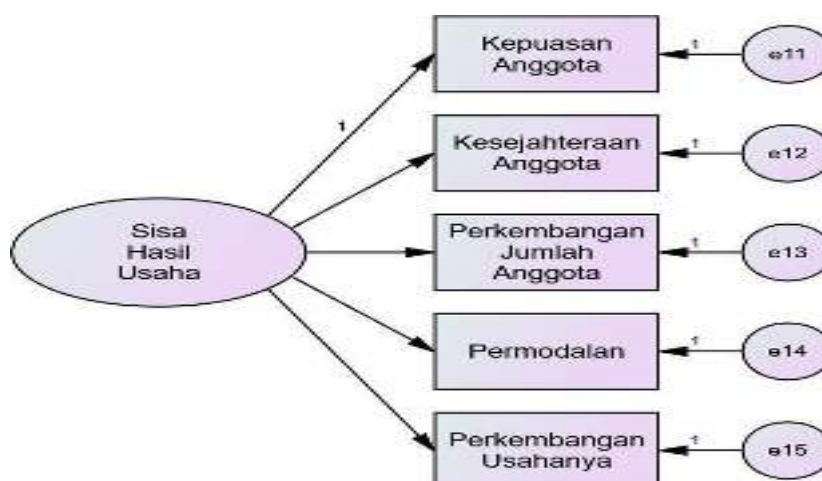 Kepuasan
Anggota
1
e11
1
Kesejahteraan
Anggota
1
e12
Sisa
Hasil
Usaha
Perkembangan
Jumlah
Anggota
1
e13
Permodalan
1
e14
Perkembangan
Usahanya
1
e15